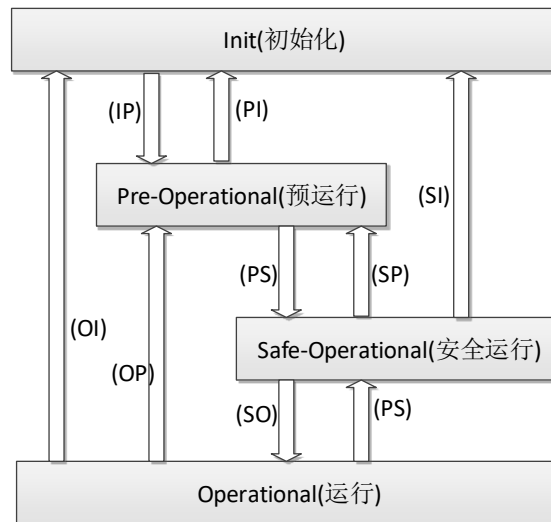 Init(初始化)
(IP)
(PI)
Pre-Operational(预运行)
(SI)
(PS)
(SP)
(OI)
Safe-Operational(安全运行)
(OP)
(SO)
(PS)
Operational(运行)